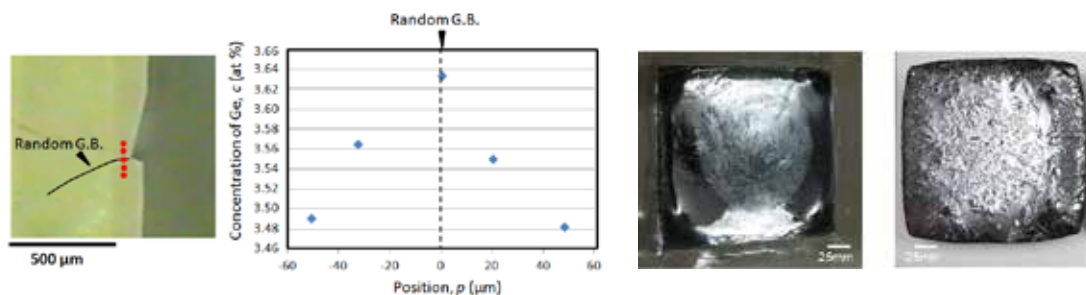 Random G.B.
500 μm
Random G.B.
Concentration of Ge, c (at %)
3.66
3.64
3.62
3.60
3.58
3.56
3.54
3.52
3.50
3.48
3.46
-60
-40
-20
0
20
40
60
Position, p [μm]
25mm
25mm